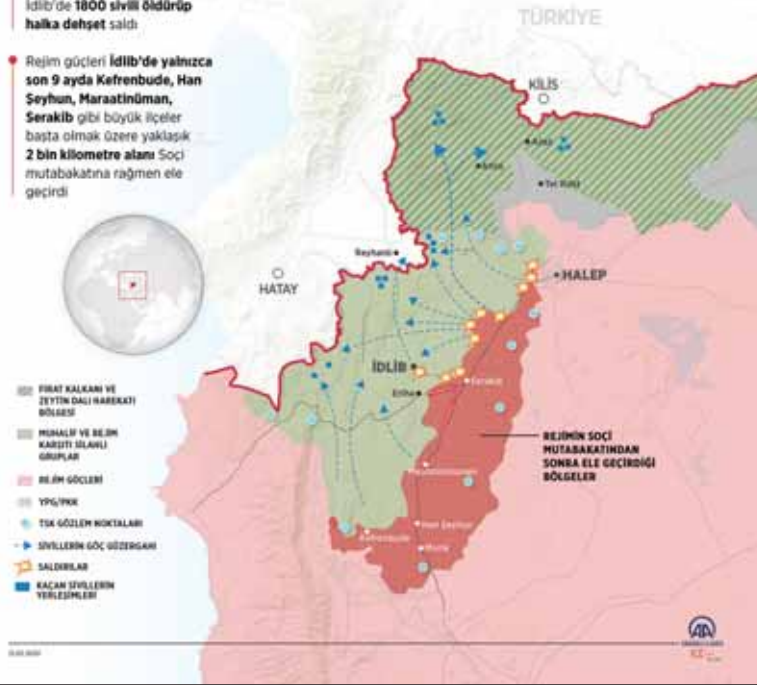 İdlib'de 1800 sivili öldürüp
halka dehşet saldı
Rejim güçleri İdlib'de yalnızca
son 9 ayda Kefrenbude, Han
Şeyhun, Maraatinüman,
Serakib gibi büyük ilçeler
başta olmak üzere yaklaşık
2 bin kilometre alanı Soçi
mutabakatına rağmen ele
geçirdi
TÜRKİYE
KİLİS
Azez
Afrin
Tel Rıfat
Reyhanlı
HATAY
HALEP
İDLİB
Eriha
Serakib
REJİMİN SOÇİ
MUTABAKATINDAN
SONRA ELE GEÇİRDİĞİ
BÖLGELER
Han Şeyhun
Kefrenbude
Murik
FIRAT KALKANI VE
ZEYTİN DALI HAREKATI
BÖLGESİ
MUHALİF VE REJİM
KARŞITI SİLAHLI
GRUPLAR
REJİM GÜÇLERİ
YPG/PKK
TSK GÖZLEM NOKTALARI
SİVİLLERİN GÖÇ GÜZERGAHI
SALDIRILAR
KAÇAN SİVİLLERİN
YERLEŞİMLERİ
AA